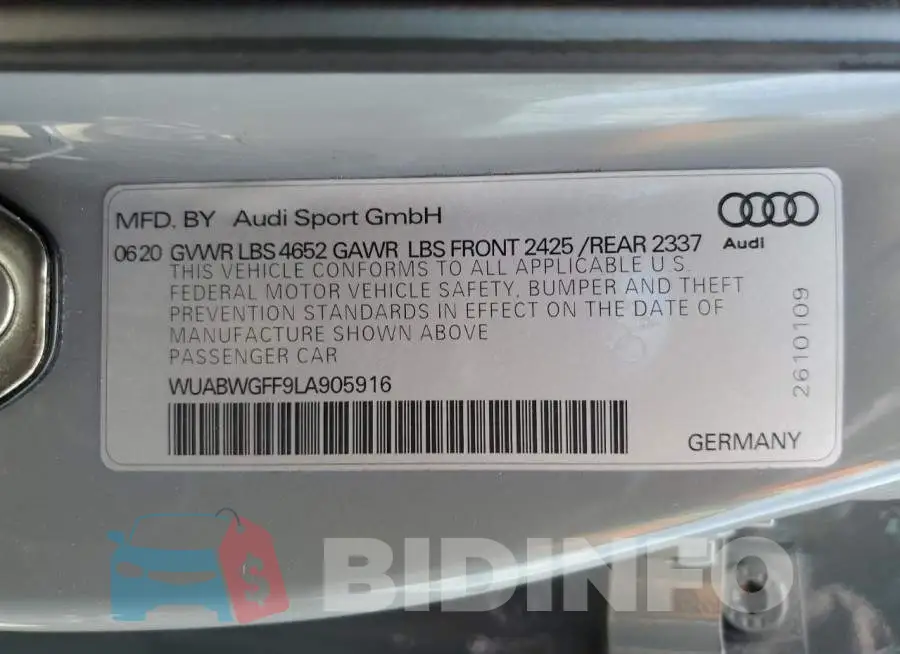 MFD. BY Audi Sport GmbH
0620 GVWR LBS 4652 GAWR LBS FRONT 2425 /REAR 2337
Audi
THIS VEHICLE CONFORMS TO ALL APPLICABLE U.S.
FEDERAL MOTOR VEHICLE SAFETY, BUMPER AND THEFT
PREVENTION STANDARDS IN EFFECT ON THE DATE OF
MANUFACTURE SHOWN ABOVE
PASSENGER CAR
WUABWGFF9LA905916
2610109
GERMANY
$ BIDINFO